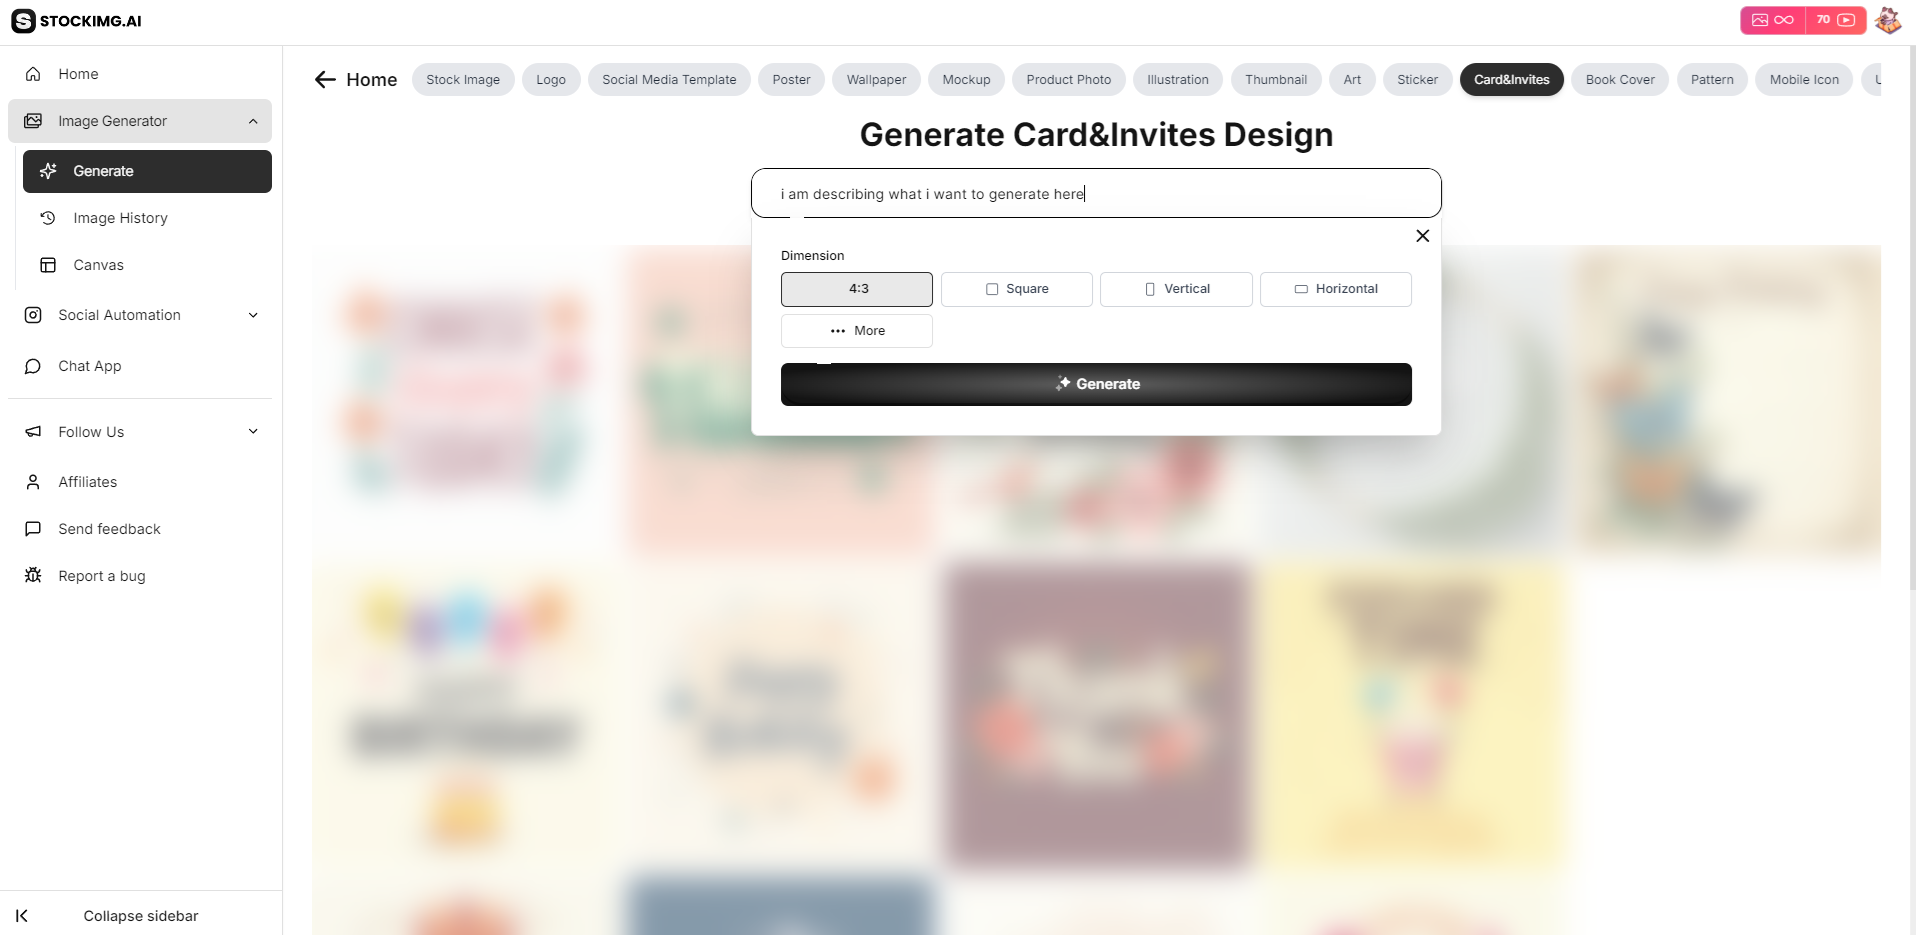 STOCKIMG.AI
70
Home
Image Generator
Generate
Image History
Canvas
Social Automation
Chat App
Follow Us
Affiliates
Send feedback
Report a bug
Collapse sidebar
Home Stock Image Logo Social Media Template Poster Wallpaper Mockup Product Photo Illustration Thumbnail Art Sticker Card&Invites Book Cover Pattern Mobile Icon
Generate Card&Invites Design
i am describing what i want to generate here
Dimension
4:3 Square Vertical Horizontal
More
Generate